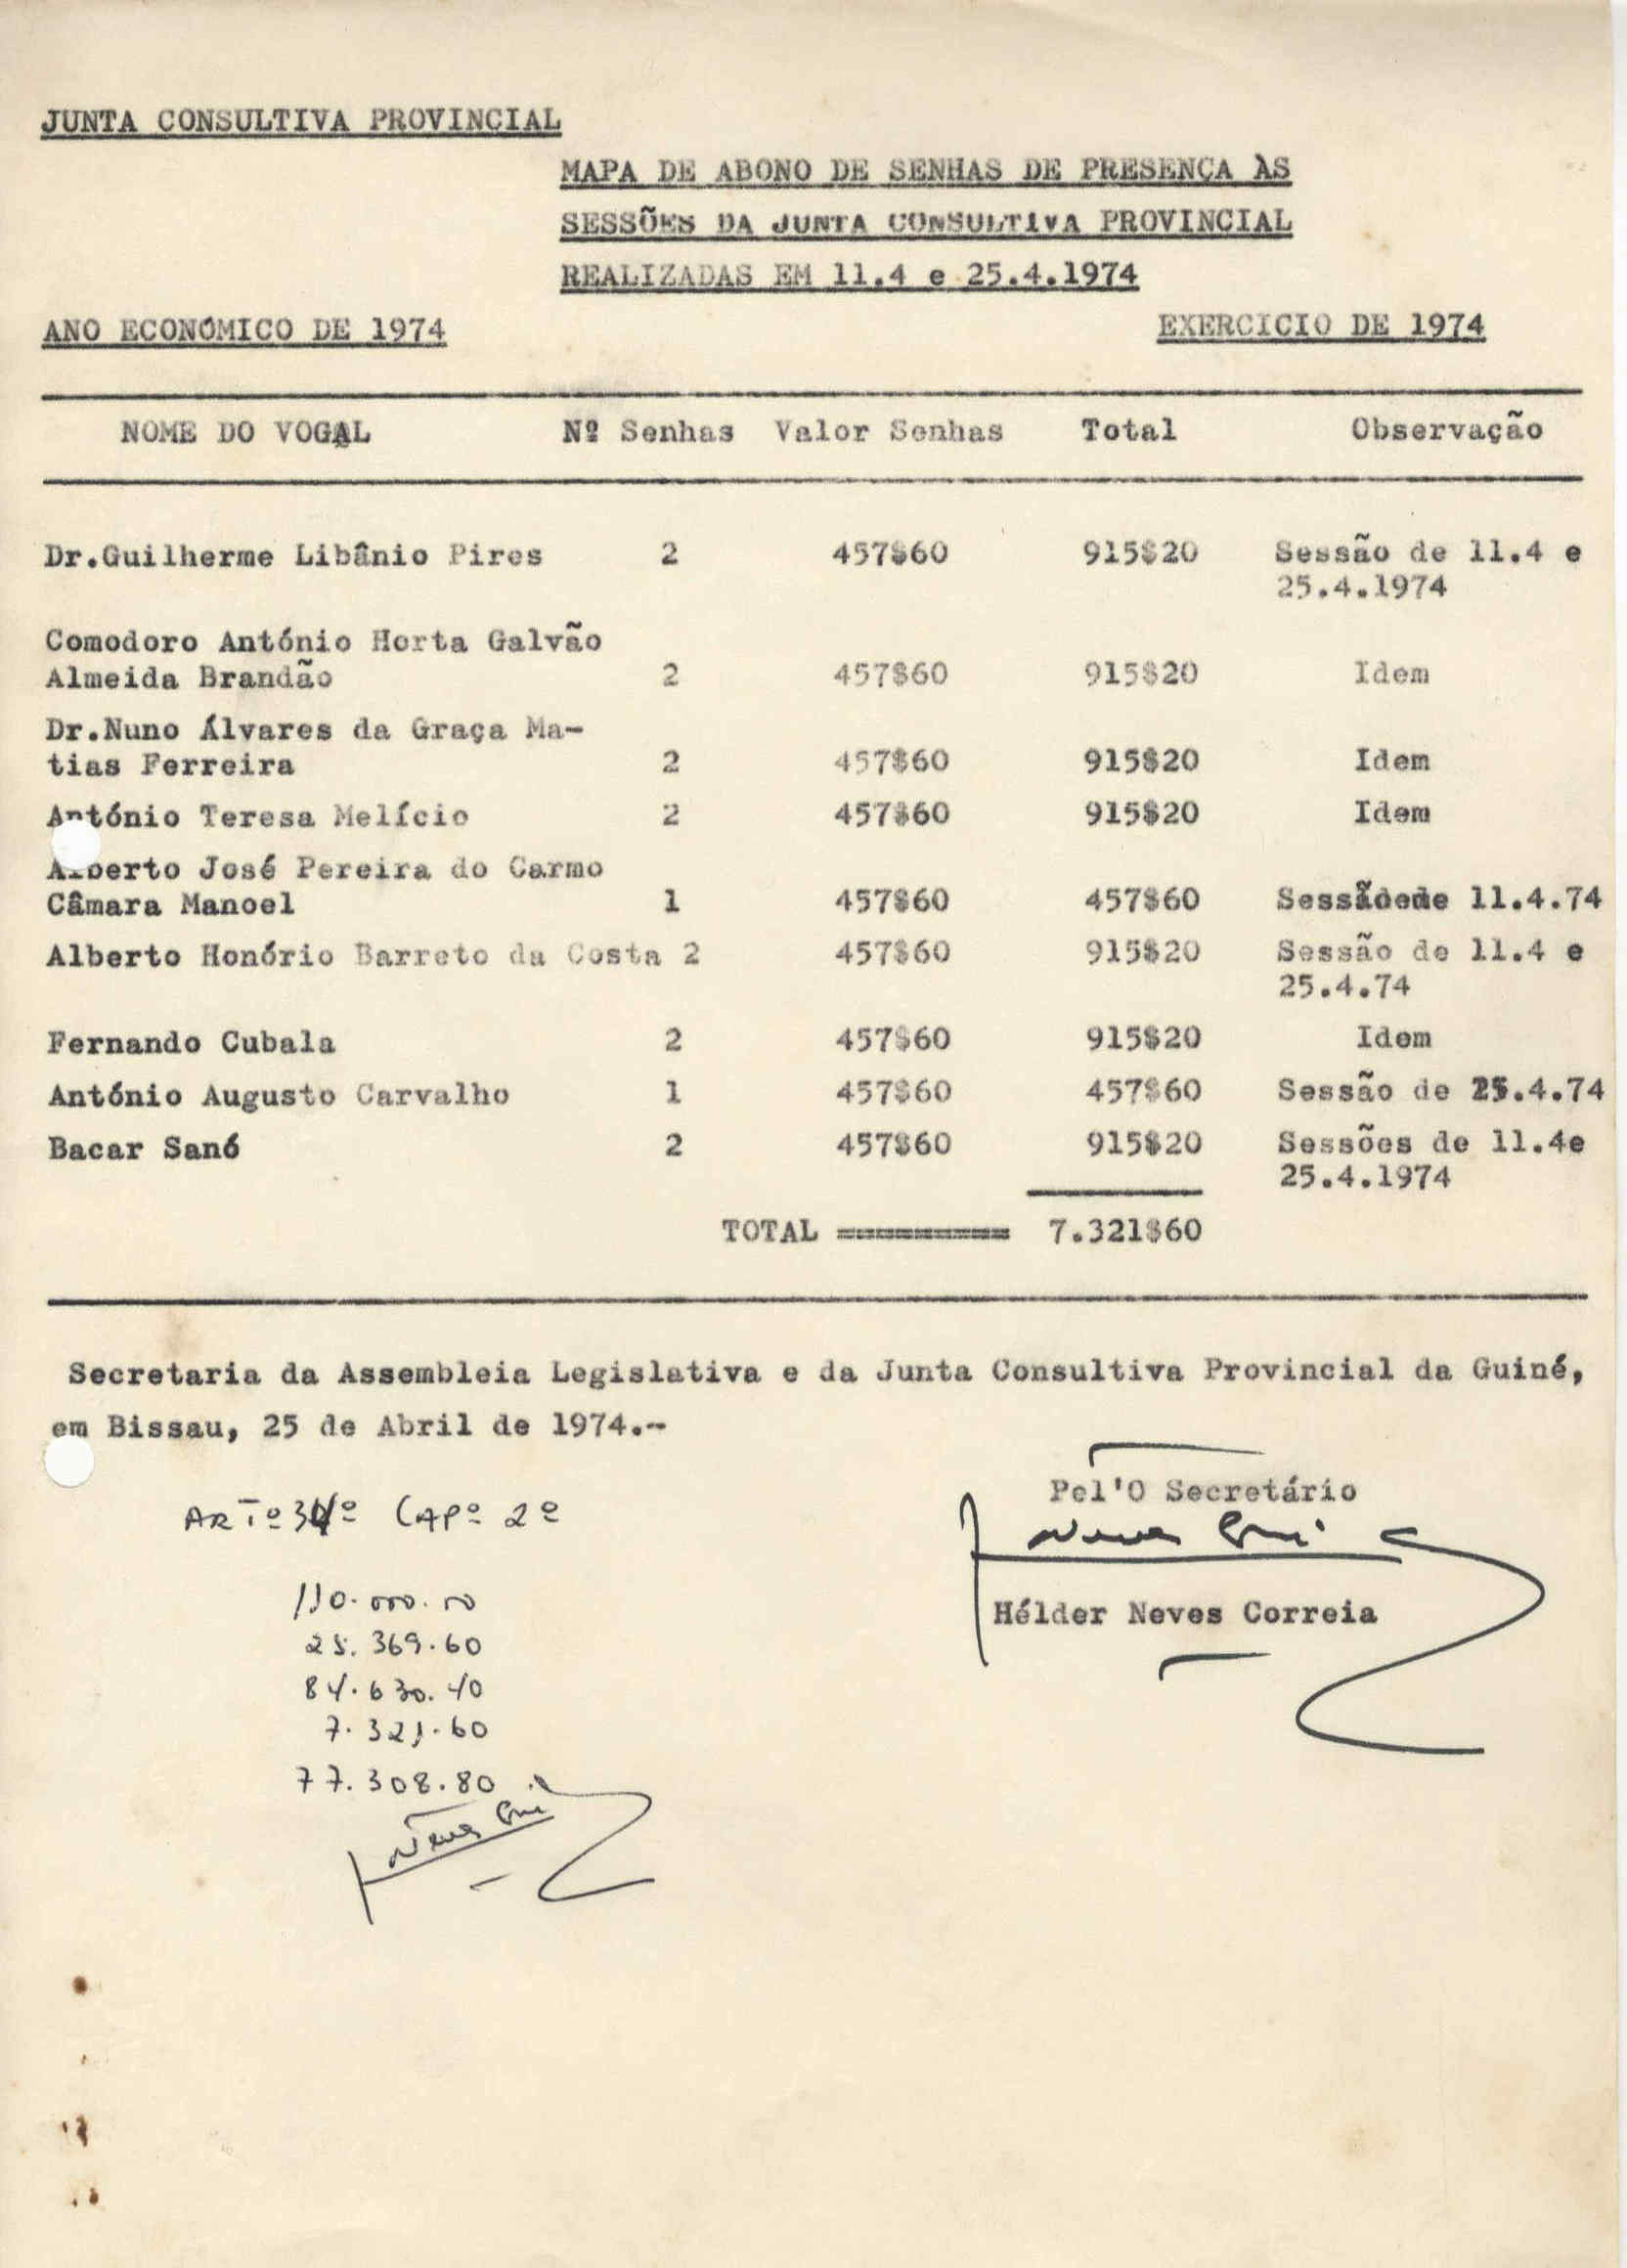 JUNTA CONSULTIVA PROVINCIAL
MAPA DE ABONO DE SENHAS DE PRESENÇA ÀS
SESSÕES DA JUNTA CONSULTIVA PROVINCIAL
REALIZADAS EM 11.4 e 25.4.1974
ANO ECONÓMICO DE 1974 EXERCICIO DE 1974
NOME DO VOGAL Nº Senhas Valor Senhas Total Observação
Dr.Guilherme Libânio Pires 2 457$60 915$20 Sessão de 11.4 e
25.4.1974
Comodoro António Horta Galvão
Almeida Brandão 2 457$60 915$20 Idem
Dr.Nuno Álvares da Graça Ma-
tias Ferreira 2 457$60 915$20 Idem
António Teresa Melício 2 457$60 915$20 Idem
Alberto José Pereira do Carmo
Câmara Manoel 1 457$60 457$60 Sessão de 11.4.74
Alberto Honório Barreto da Costa 2 457$60 915$20 Sessão de 11.4 e
25.4.74
Fernando Cubala 2 457$60 915$20 Idem
António Augusto Carvalho 1 457$60 457$60 Sessão de 25.4.74
Bacar Sanó 2 457$60 915$20 Sessões de 11.4e
25.4.1974
TOTAL ========= 7.321$60
Secretaria da Assembleia Legislativa e da Junta Consultiva Provincial da Guiné,
em Bissau, 25 de Abril de 1974.-
Pel'O Secretário
Hélder Neves Correia
CAPº 2º
110.000.00
25.369.60
84.630.40
7.321.60
77.308.80